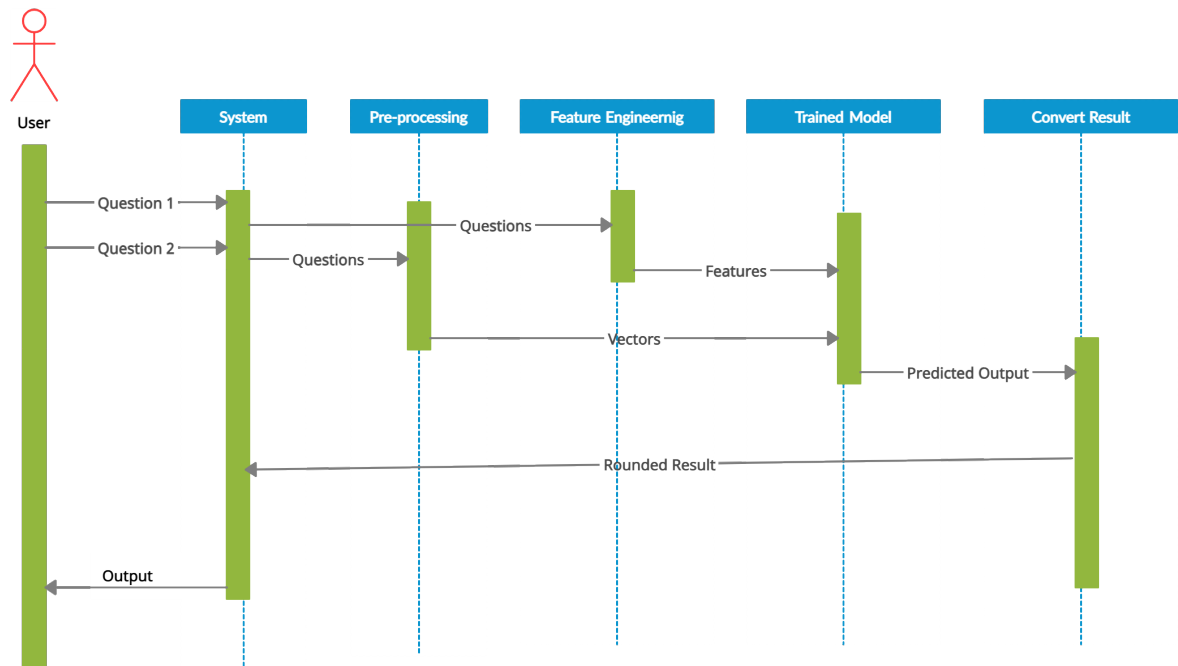 User
System
Pre-processing
Feature Engineernig
Trained Model
Convert Result
Question 1
Questions
Question 2
Questions
Features
Vectors
Predicted Output
Rounded Result
Output